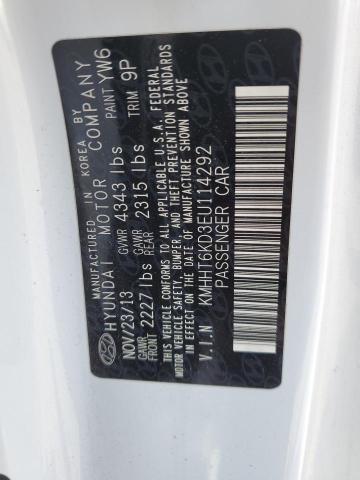 MANUFACTURED IN KOREA BY
HYUNDAI MOTOR COMPANY
NOV/23/13 GVWR 4343 lbs PAINT YW6
GAWR FRONT 2227 lbs GAWR REAR 2315 lbs TRIM 9P
THIS VEHICLE CONFORMS TO ALL APPLICABLE U.S.A. FEDERAL
MOTOR VEHICLE SAFETY, BUMPER, AND THEFT PREVENTION STANDARDS
IN EFFECT ON THE DATE OF MANUFACTURE SHOWN ABOVE.
V.I.N KMHHT6KD3EU114292
PASSENGER CAR